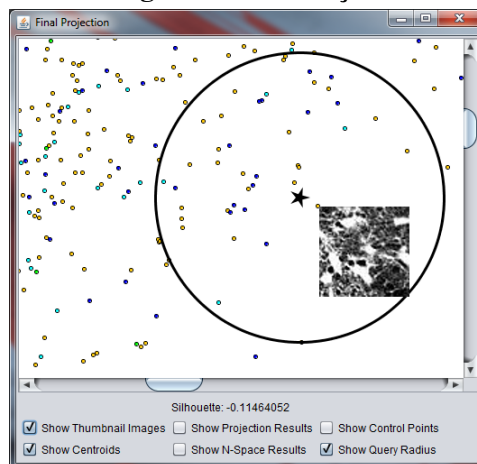 Final Projection
Silhouette: -0.11464052
Show Thumbnail Images Show Projection Results Show Control Points
Show Centroids Show N-Space Results Show Query Radius